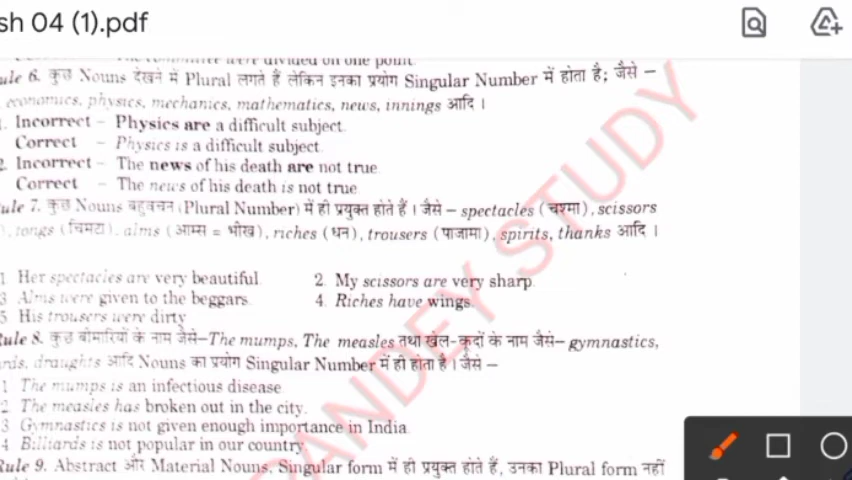 sh 04 (1).pdf
were divided on one point.
ule 6. कुछ Nouns देखने में Plural लगते हैं लेकिन इनका प्रयोग Singular Number में होता है; जैसे –
economics, physics, mechanics, mathematics, news, innings आदि ।
1. Incorrect – Physics are a difficult subject.
Correct – Physics is a difficult subject.
2. Incorrect – The news of his death are not true.
Correct – The news of his death is not true
ule 7. कुछ Nouns बहुवचन (Plural Number) में ही प्रयुक्त होते हैं । जैसे – spectacles (चश्मा), scissors
), tongs (चिमटा), alms (आम्स = भीख), riches (धन), trousers (पाजामा), spirits, thanks आदि ।
1 Her spectacles are very beautiful. 2. My scissors are very sharp.
3 Alms were given to the beggars. 4. Riches have wings.
5 His trousers were dirty
Rule 8. कुछ बीमारियों के नाम जैसे–The mumps, The measles तथा खेल-कूदों के नाम जैसे– gymnastics,
rds, draughts आदि Nouns का प्रयोग Singular Number में ही होता है । जैसे –
1 The mumps is an infectious disease.
2 The measles has broken out in the city.
3 Gymnastics is not given enough importance in India.
4 Billiards is not popular in our country.
Rule 9. Abstract और Material Nouns, Singular form में ही प्रयुक्त होते हैं, उनका Plural form नहीं
PANDEY STUDY